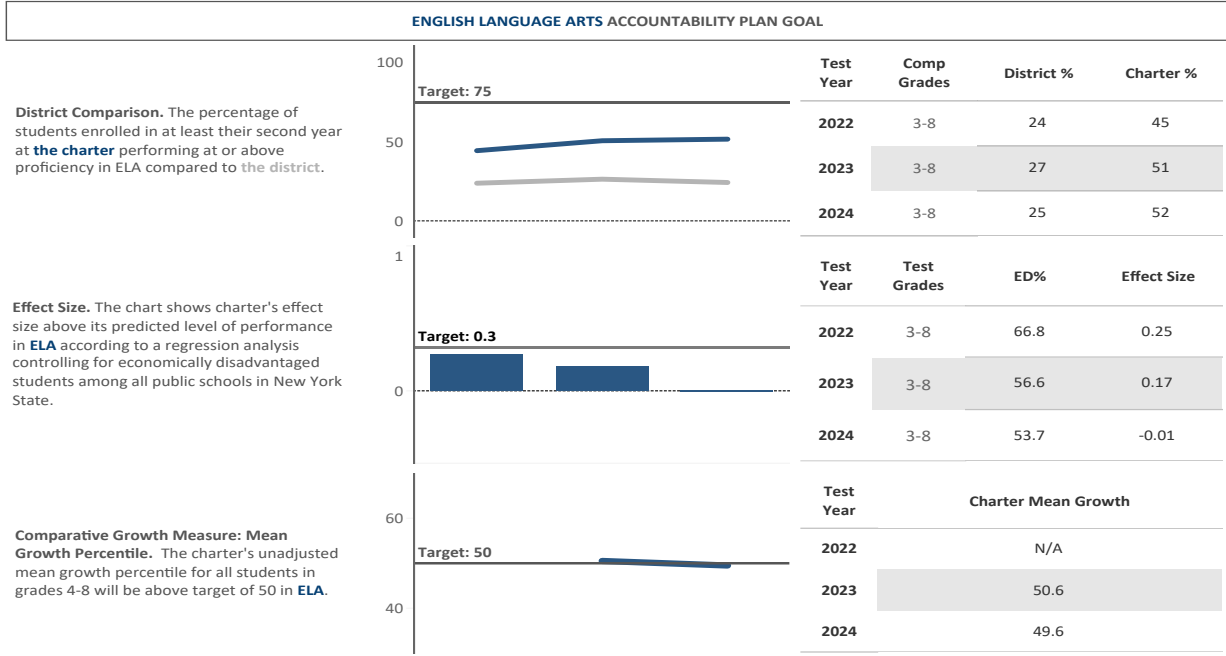 ENGLISH LANGUAGE ARTS ACCOUNTABILITY PLAN GOAL
District Comparison. The percentage of
students enrolled in at least their second year
at the charter performing at or above
proficiency in ELA compared to the district.
100
Target: 75
50
0
Test Year Comp Grades District % Charter %
2022 3-8 24 45
2023 3-8 27 51
2024 3-8 25 52
Effect Size. The chart shows charter's effect
size above its predicted level of performance
in ELA according to a regression analysis
controlling for economically disadvantaged
students among all public schools in New York
State.
1
Target: 0.3
0
Test Year Test Grades ED% Effect Size
2022 3-8 66.8 0.25
2023 3-8 56.6 0.17
2024 3-8 53.7 -0.01
Comparative Growth Measure: Mean
Growth Percentile. The charter's unadjusted
mean growth percentile for all students in
grades 4-8 will be above target of 50 in ELA.
60
Target: 50
40
Test Year Charter Mean Growth
2022 N/A
2023 50.6
2024 49.6